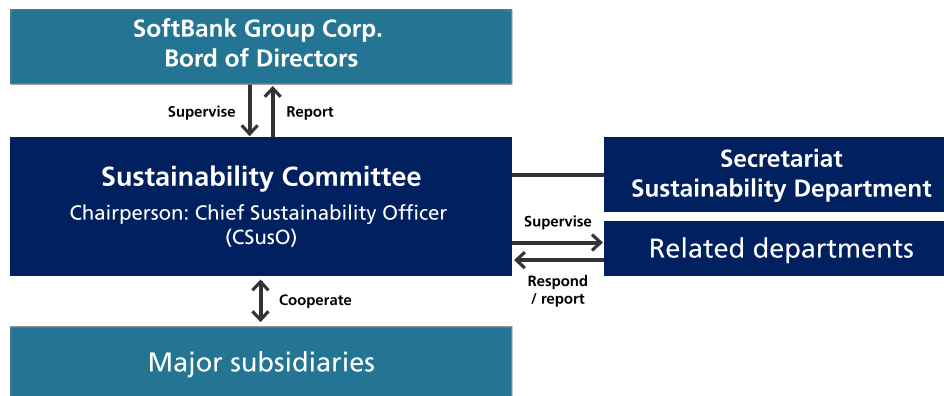 SoftBank Group Corp.
Bord of Directors
Supervise
Report
Sustainability Committee
Chairperson: Chief Sustainability Officer
(CSusO)
Secretariat
Sustainability Department
Supervise
Related departments
Respond
/ report
Cooperate
Major subsidiaries